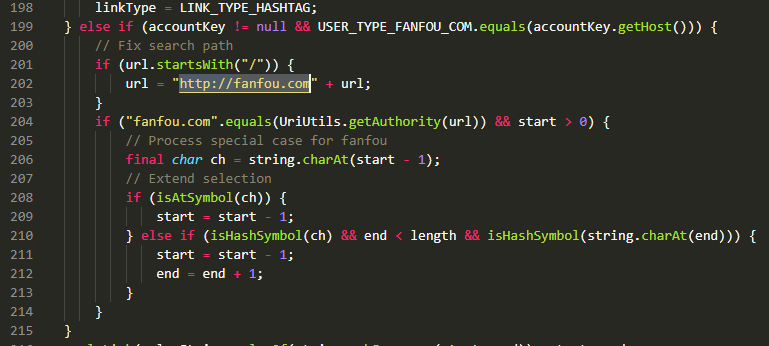 198 linkType = LINK_TYPE_HASHTAG;
199 } else if (accountKey != null && USER_TYPE_FANFOU_COM.equals(accountKey.getHost())) {
200 // Fix search path
201 if (url.startsWith("/")) {
202 url = "http://fanfou.com" + url;
203 }
204 if ("fanfou.com".equals(UriUtils.getAuthority(url)) && start > 0) {
205 // Process special case for fanfou
206 final char ch = string.charAt(start - 1);
207 // Extend selection
208 if (isAtSymbol(ch)) {
209 start = start - 1;
210 } else if (isHashSymbol(ch) && end < length && isHashSymbol(string.charAt(end))) {
211 start = start - 1;
212 end = end + 1;
213 }
214 }
215 }